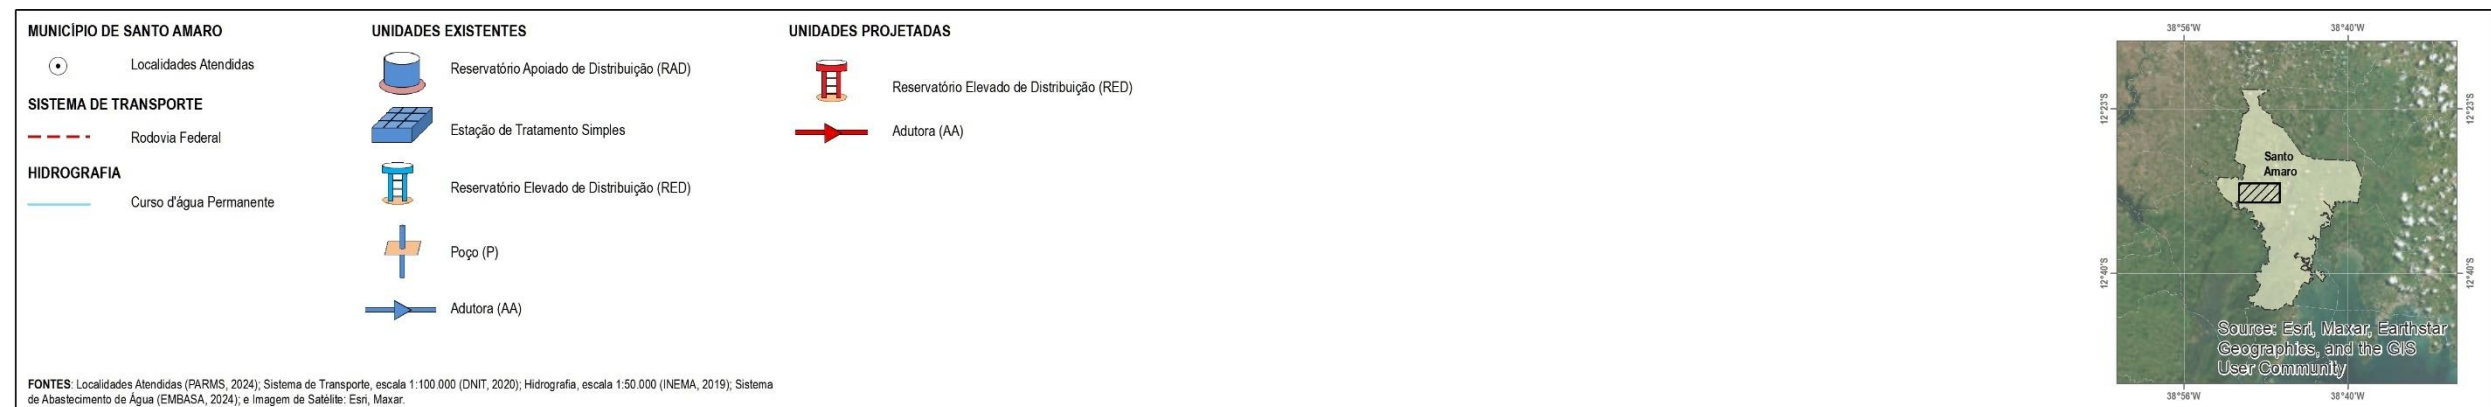 MUNICÍPIO DE SANTO AMARO
Localidades Atendidas
SISTEMA DE TRANSPORTE
Rodovia Federal
HIDROGRAFIA
Curso d'água Permanente
UNIDADES EXISTENTES
Reservatório Apoiado de Distribuição (RAD)
Estação de Tratamento Simples
Reservatório Elevado de Distribuição (RED)
Poço (P)
Adutora (AA)
UNIDADES PROJETADAS
Reservatório Elevado de Distribuição (RED)
Adutora (AA)
FONTES: Localidades Atendidas (PARMS, 2024); Sistema de Transporte, escala 1:100.000 (DNIT, 2020); Hidrografia, escala 1:50.000 (INEMA, 2019); Sistema
de Abastecimento de Água (EMBASA, 2024); e Imagem de Satélite: Esri, Maxar.
38°56'W
38°40'W
12°23'S
12°23'S
Santo
Amaro
12°40'S
12°40'S
Source: Esri, Maxar, Earthstar
Geographics, and the GIS
User Community
38°56'W
38°40'W